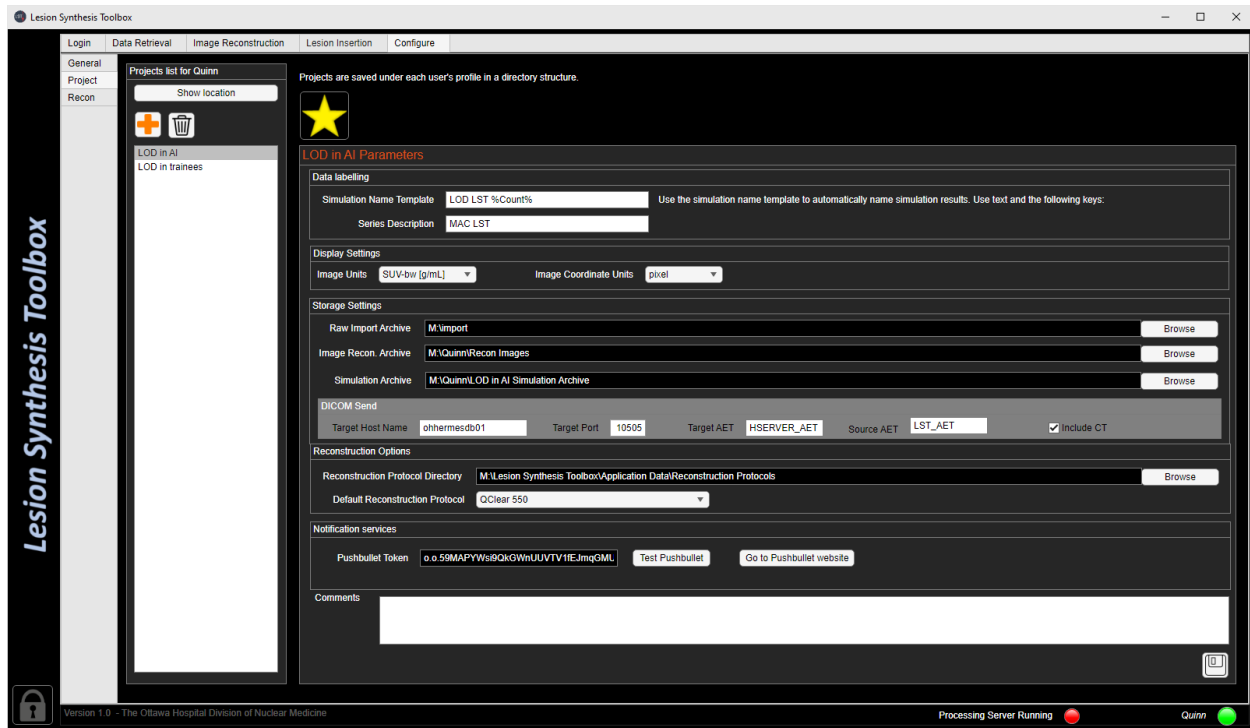 Lesion Synthesis Toolbox
Login Data Retrieval Image Reconstruction Lesion Insertion Configure
General
Project
Recon
Projects list for Quinn
Show location
LOD in AI
LOD in trainees
Projects are saved under each user's profile in a directory structure.
LOD in AI Parameters
Data labelling
Simulation Name Template LOD LST %Count% Use the simulation name template to automatically name simulation results. Use text and the following keys:
Series Description MAC LST
Display Settings
Image Units SUV-bw [g/mL] Image Coordinate Units pixel
Storage Settings
Raw Import Archive M:\import Browse
Image Recon. Archive M:\Quinn\Recon Images Browse
Simulation Archive M:\Quinn\LOD in AI Simulation Archive Browse
DICOM Send
Target Host Name ohhermesdb01 Target Port 10505 Target AET HSERVER_AET Source AET LST_AET Include CT
Reconstruction Options
Reconstruction Protocol Directory M:\Lesion Synthesis Toolbox\Application Data\Reconstruction Protocols Browse
Default Reconstruction Protocol QClear 550
Notification services
Pushbullet Token Test Pushbullet Go to Pushbullet website
Comments
Lesion Synthesis Toolbox
Version 1.0 - The Ottawa Hospital Division of Nuclear Medicine
Processing Server Running Quinn